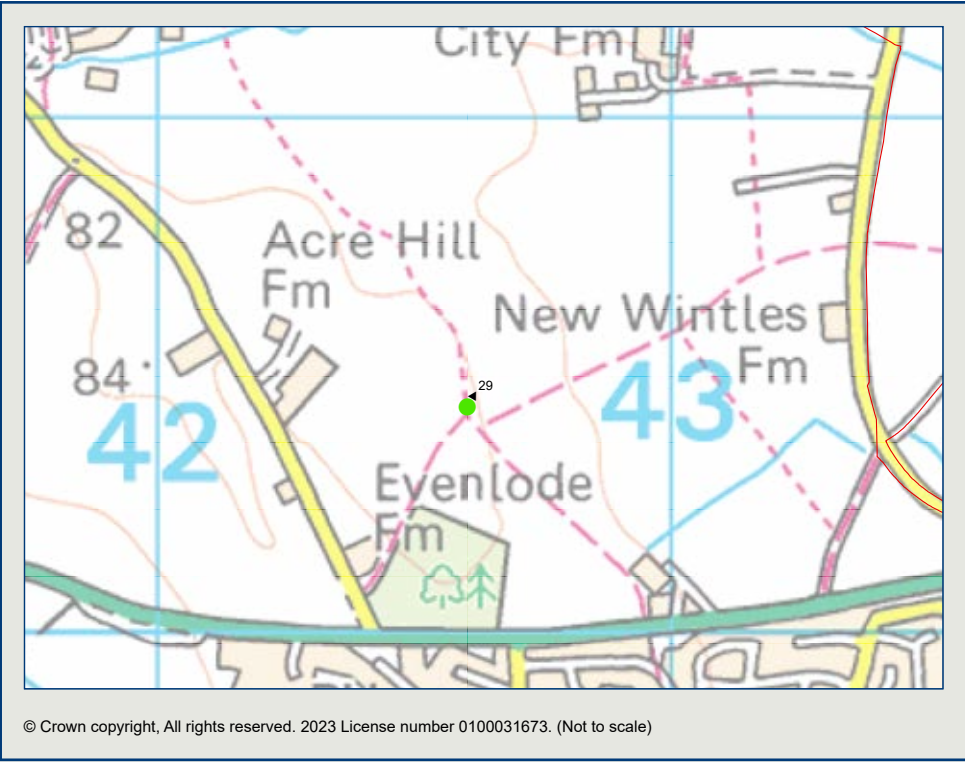 City Fm
82
Acre Hill
Fm
New Wintles
Fm
84
29
42
43
Evenlode
Fm
© Crown copyright, All rights reserved. 2023 License number 0100031673. (Not to scale)